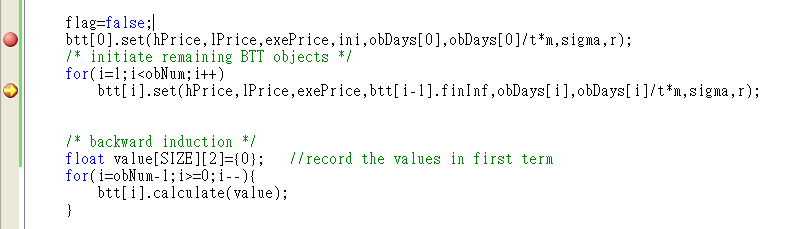 flag=false;
btt[0].set(hPrice,lPrice,exePrice,ini,obDays[0],obDays[0]/t*m,sigma,r);
/* initiate remaining BTT objects */
for(i=1;i<obNum;i++)
btt[i].set(hPrice,lPrice,exePrice,btt[i-1].finInf,obDays[i],obDays[i]/t*m,sigma,r);
/* backward induction */
float value[SIZE][2]={0};   //record the values in first term
for(i=obNum-1;i>=0;i--){
btt[i].calculate(value);
}